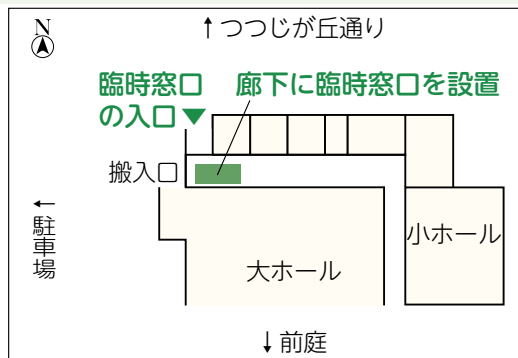 N
↑つつじが丘通り
臨時窓口
の入口▼
廊下に臨時窓口を設置
搬入口
←駐車場
小ホール
大ホール
↓前庭